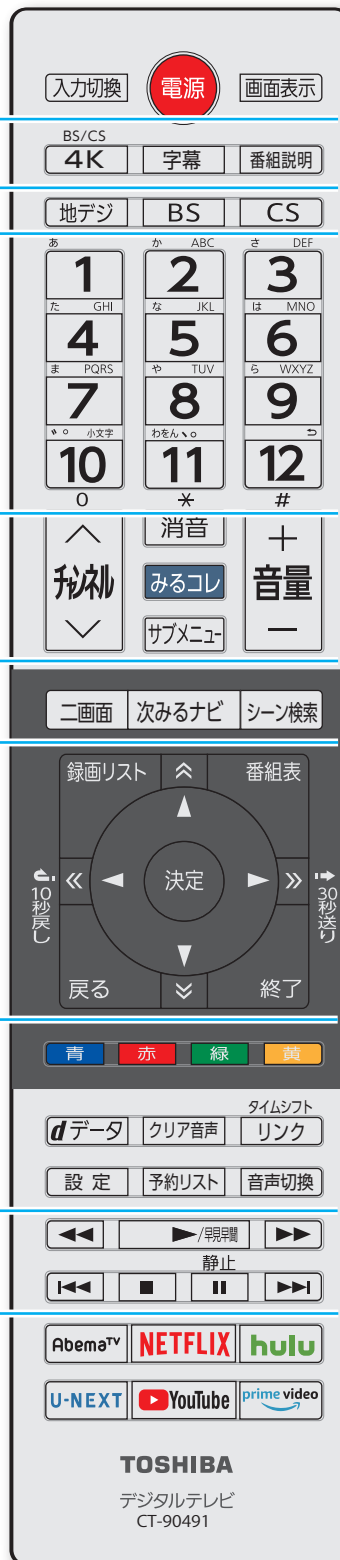 入力切換 電源 画面表示
BS/CS
4K 字幕 番組説明
地デジ BS CS
あ か ABC さ DEF
1 2 3
た GHI な JKL は MNO
4 5 6
ま PQRS や TUV ら WXYZ
7 8 9
゛゜ 小文字 わをん、。
10 11 12
0 * #
消音
チャンネル みるコレ + 音量 −
サブメニュー
二画面 次みるナビ シーン検索
録画リスト 番組表
10秒戻し 決定 30秒送り
戻る 終了
青 赤 緑 黄
タイムシフト
dデータ クリア音声 リンク
設定 予約リスト 音声切換
/早見早聞
静止
AbemaTV NETFLIX hulu
U-NEXT YouTube prime video
TOSHIBA
デジタルテレビ
CT-90491